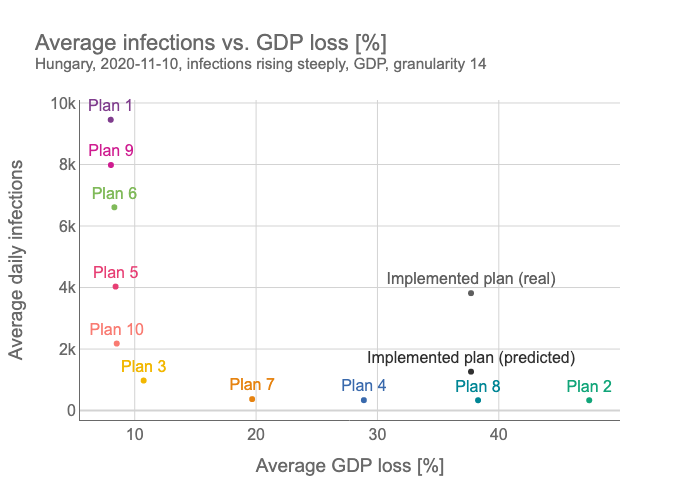 Average infections vs. GDP loss [%]
Hungary, 2020-11-10, infections rising steeply, GDP, granularity 14
10k
Plan 1
Plan 9
8k
Plan 6
6k
Plan 5
Implemented plan (real)
4k
Plan 10
2k
Implemented plan (predicted)
Plan 3
Plan 7
Plan 4
Plan 8
Plan 2
0
10
20
30
40
Average daily infections
Average GDP loss [%]